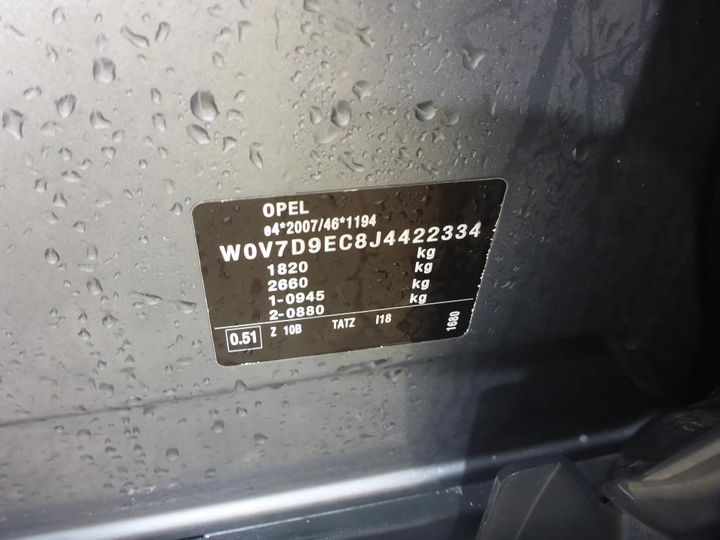 OPEL
e4*2007/46*1194
W0V7D9EC8J4422334
1820 kg
2660 kg
1-0945 kg
2-0880 kg
0.51 Z 10B TATZ I18 1680